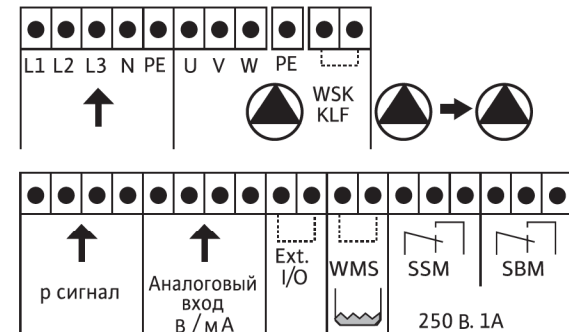 L1 L2 L3 N PE U V W PE
WSK
KLF
p сигнал
Аналоговый
вход
В / мА
Ext.
I/O
WMS
SSM
SBM
250 В. 1А